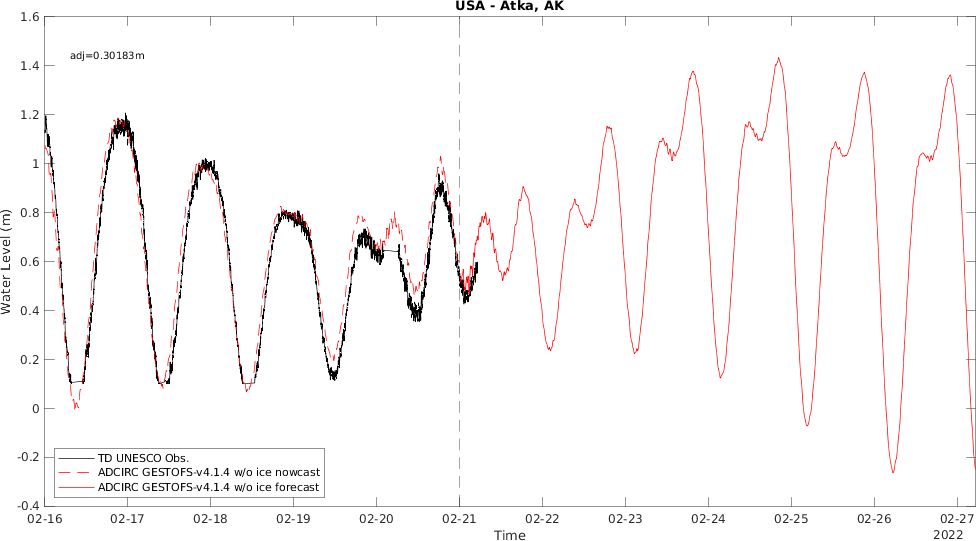 USA - Atka, AK
adj=0.30183m
Water Level (m)
1.6
1.4
1.2
1
0.8
0.6
0.4
0.2
0
-0.2
-0.4
TD UNESCO Obs.
ADCIRC GESTOFS-v4.1.4 w/o ice nowcast
ADCIRC GESTOFS-v4.1.4 w/o ice forecast
02-16 02-17 02-18 02-19 02-20 02-21 02-22 02-23 02-24 02-25 02-26 02-27
Time
2022